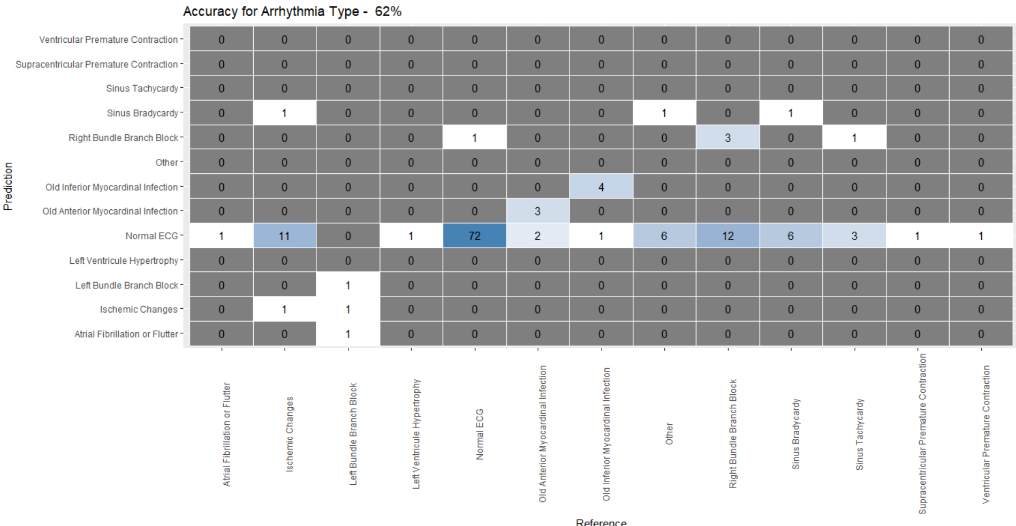 Accuracy for Arrhythmia Type - 62%
Ventricular Premature Contraction 0 0 0 0 0 0 0 0 0 0 0 0 0
Supracentricular Premature Contraction 0 0 0 0 0 0 0 0 0 0 0 0 0
Sinus Tachycardy 0 0 0 0 0 0 0 0 0 0 0 0 0
Sinus Bradycardy 0 1 0 0 0 0 0 1 0 1 0 0 0
Right Bundle Branch Block 0 0 0 0 1 0 0 0 3 0 1 0 0
Other 0 0 0 0 0 0 0 0 0 0 0 0 0
Old Inferior Myocardinal Infection 0 0 0 0 0 0 4 0 0 0 0 0 0
Old Anterior Myocardinal Infection 0 0 0 0 0 3 0 0 0 0 0 0 0
Normal ECG 1 11 0 1 72 2 1 6 12 6 3 1 1
Left Ventricule Hypertrophy 0 0 0 0 0 0 0 0 0 0 0 0 0
Left Bundle Branch Block 0 0 1 0 0 0 0 0 0 0 0 0 0
Ischemic Changes 0 1 1 0 0 0 0 0 0 0 0 0 0
Atrial Fibrillation or Flutter 0 0 1 0 0 0 0 0 0 0 0 0 0
Prediction
Atrial Fibrillation or Flutter
Ischemic Changes
Left Bundle Branch Block
Left Ventricule Hypertrophy
Normal ECG
Old Anterior Myocardinal Infection
Old Inferior Myocardinal Infection
Other
Right Bundle Branch Block
Sinus Bradycardy
Sinus Tachycardy
Supracentricular Premature Contraction
Ventricular Premature Contraction
Reference